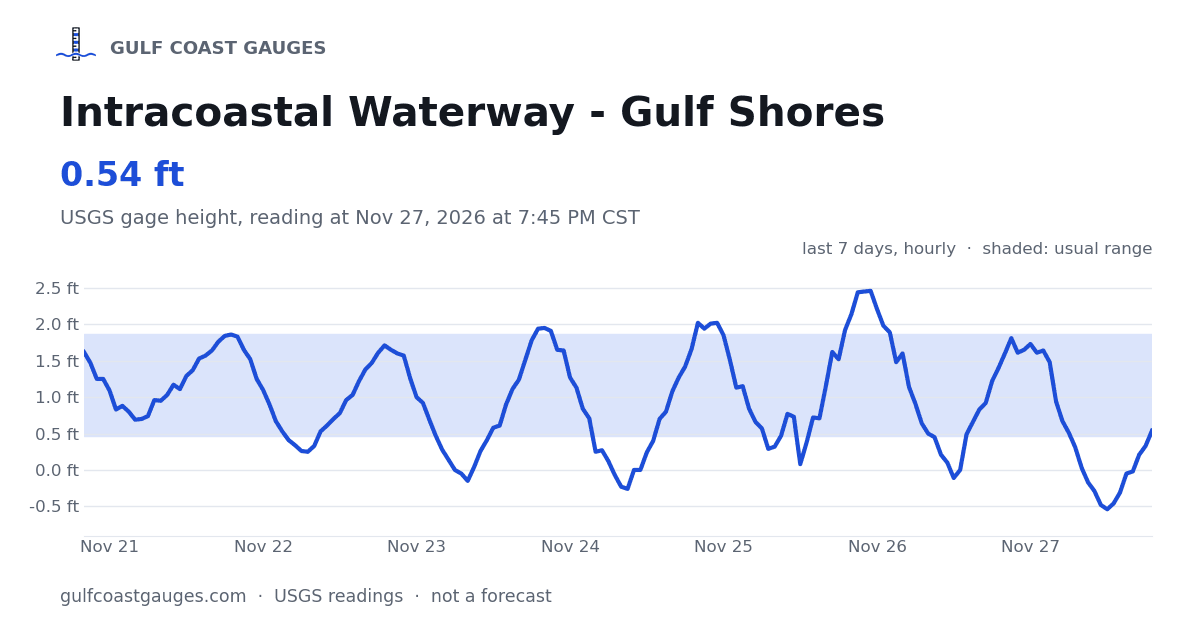 GULF COAST GAUGES
Intracoastal Waterway - Gulf Shores
0.54 ft
USGS gage height, reading at Nov 27, 2026 at 7:45 PM CST
last 7 days, hourly · shaded: usual range
2.5 ft
2.0 ft
1.5 ft
1.0 ft
0.5 ft
0.0 ft
-0.5 ft
Nov 21 Nov 22 Nov 23 Nov 24 Nov 25 Nov 26 Nov 27
gulfcoastgauges.com · USGS readings · not a forecast